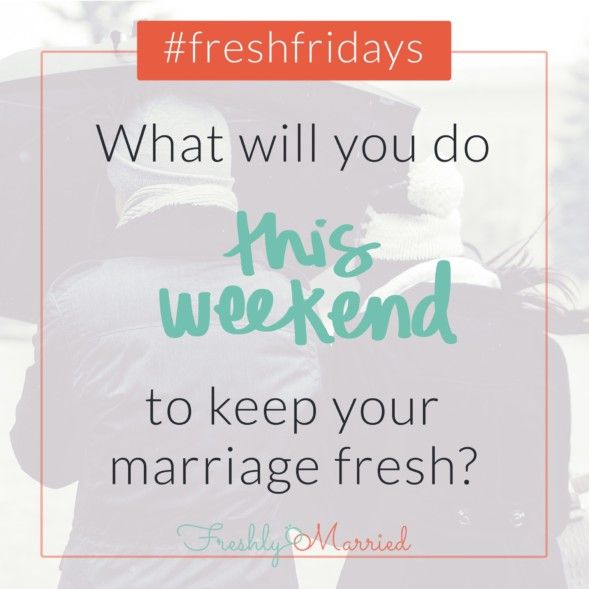 #freshfridays
What will you do
this
weekend
to keep your
marriage fresh?
Freshly Married